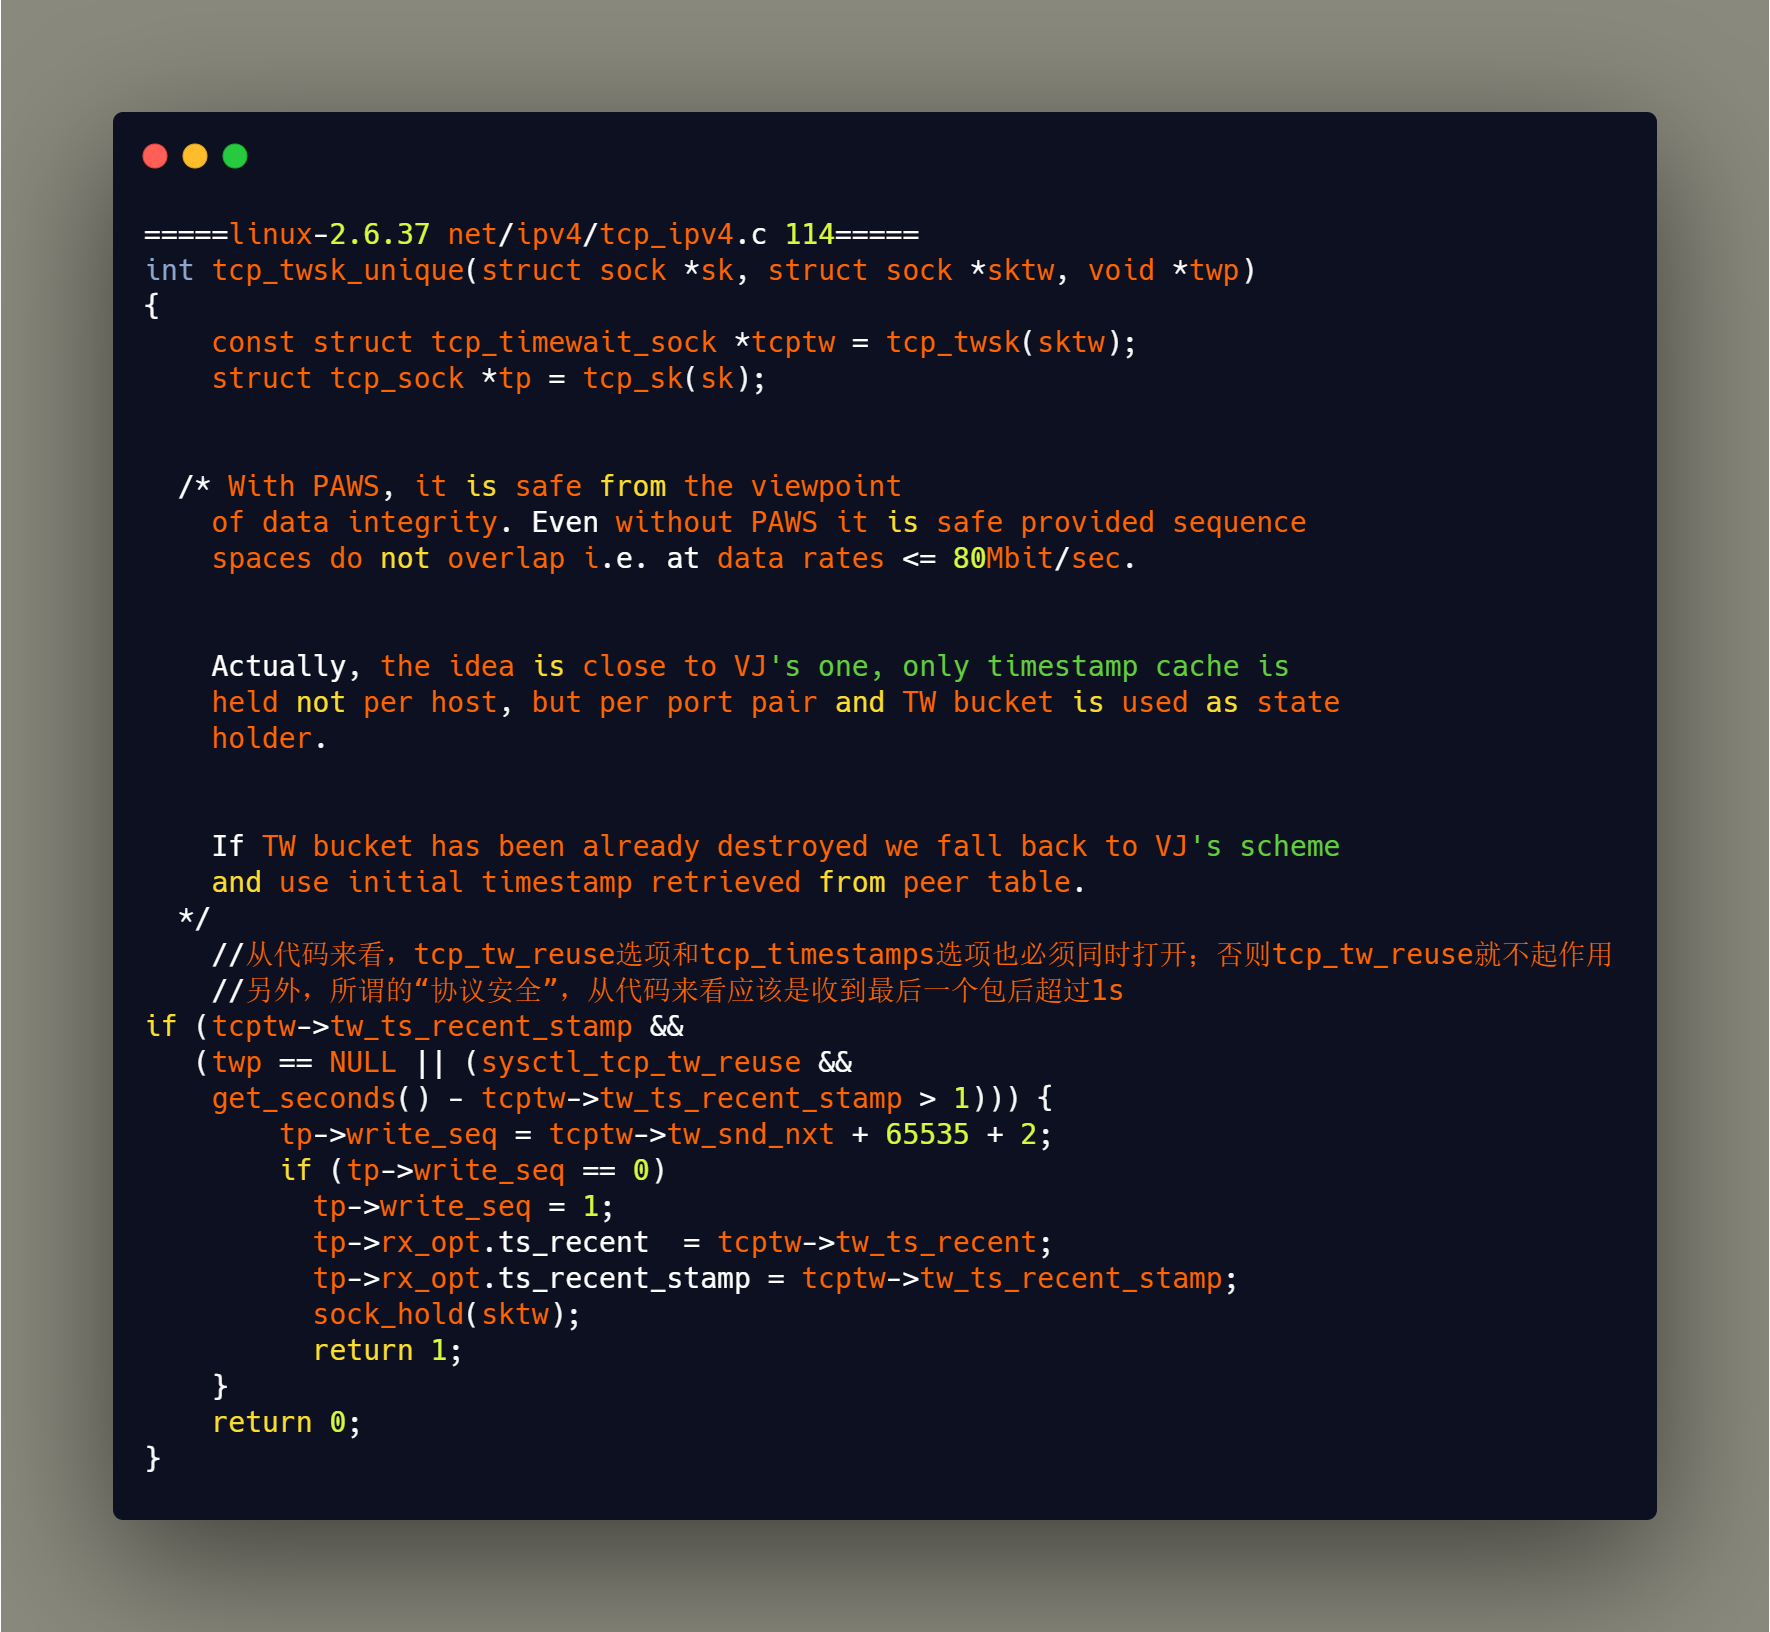 =====linux-2.6.37 net/ipv4/tcp_ipv4.c 114=====
int tcp_twsk_unique(struct sock *sk, struct sock *sktw, void *twp)
{
const struct tcp_timewait_sock *tcptw = tcp_twsk(sktw);
struct tcp_sock *tp = tcp_sk(sk);
/* With PAWS, it is safe from the viewpoint
of data integrity. Even without PAWS it is safe provided sequence
spaces do not overlap i.e. at data rates <= 80Mbit/sec.
Actually, the idea is close to VJ's one, only timestamp cache is
held not per host, but per port pair and TW bucket is used as state
holder.
If TW bucket has been already destroyed we fall back to VJ's scheme
and use initial timestamp retrieved from peer table.
*/
//从代码来看，tcp_tw_reuse选项和tcp_timestamps选项也必须同时打开；否则tcp_tw_reuse就不起作用
//另外，所谓的“协议安全”，从代码来看应该是收到最后一个包后超过1s
if (tcptw->tw_ts_recent_stamp &&
(twp == NULL || (sysctl_tcp_tw_reuse &&
get_seconds() - tcptw->tw_ts_recent_stamp > 1))) {
tp->write_seq = tcptw->tw_snd_nxt + 65535 + 2;
if (tp->write_seq == 0)
tp->write_seq = 1;
tp->rx_opt.ts_recent  = tcptw->tw_ts_recent;
tp->rx_opt.ts_recent_stamp = tcptw->tw_ts_recent_stamp;
sock_hold(sktw);
return 1;
}
return 0;
}